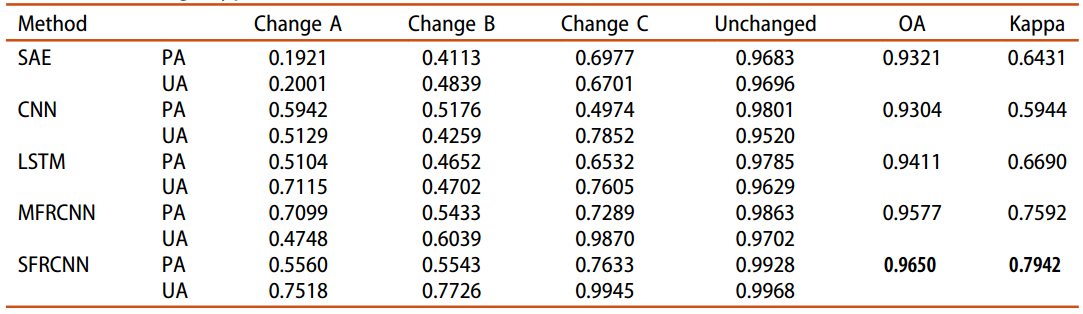 Method Change A Change B Change C Unchanged OA Kappa
SAE PA 0.1921 0.4113 0.6977 0.9683 0.9321 0.6431
UA 0.2001 0.4839 0.6701 0.9696
CNN PA 0.5942 0.5176 0.4974 0.9801 0.9304 0.5944
UA 0.5129 0.4259 0.7852 0.9520
LSTM PA 0.5104 0.4652 0.6532 0.9785 0.9411 0.6690
UA 0.7115 0.4702 0.7605 0.9629
MFRCNN PA 0.7099 0.5433 0.7289 0.9863 0.9577 0.7592
UA 0.4748 0.6039 0.9870 0.9702
SFRCNN PA 0.5560 0.5543 0.7633 0.9928 0.9650 0.7942
UA 0.7518 0.7726 0.9945 0.9968